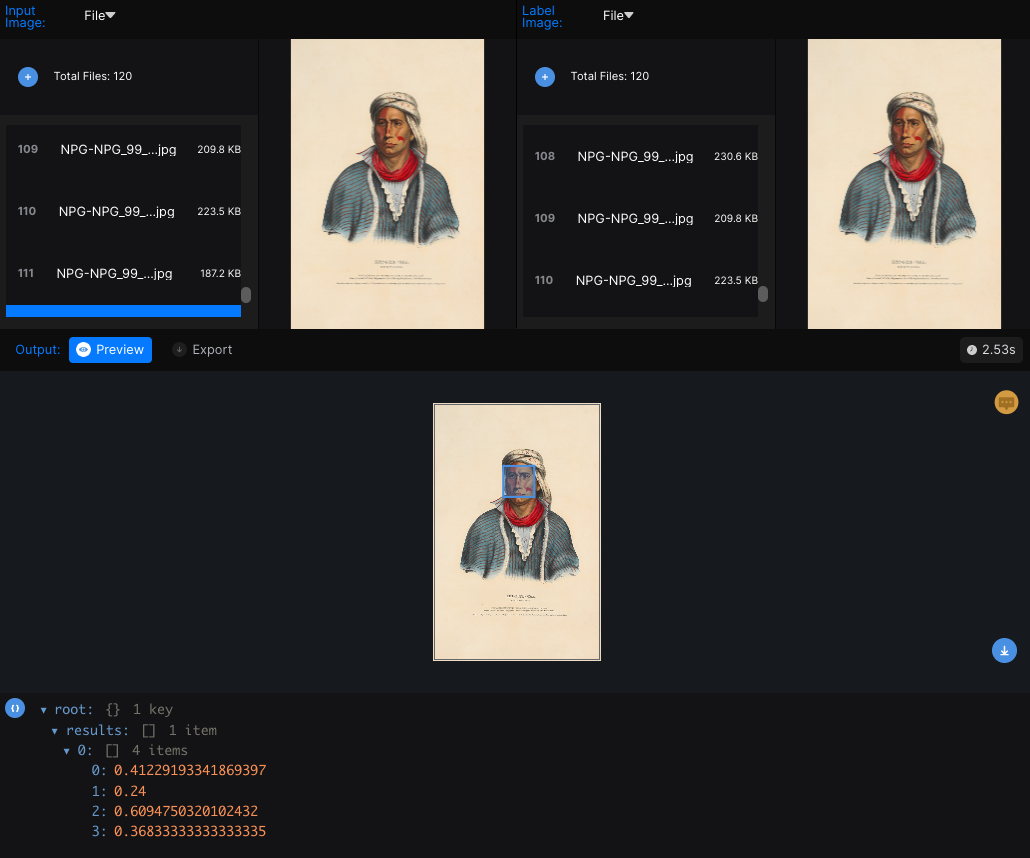 Input Image:
File
Total Files: 120
109 NPG-NPG_99_...jpg 209.8 KB
110 NPG-NPG_99_...jpg 223.5 KB
111 NPG-NPG_99_...jpg 187.2 KB
Label Image:
File
Total Files: 120
108 NPG-NPG_99_...jpg 230.6 KB
109 NPG-NPG_99_...jpg 209.8 KB
110 NPG-NPG_99_...jpg 223.5 KB
Output: Preview Export 2.53s
root: {} 1 key
results: [] 1 item
0: [] 4 items
0: 0.41229193341869397
1: 0.24
2: 0.6094750320102432
3: 0.36833333333333335